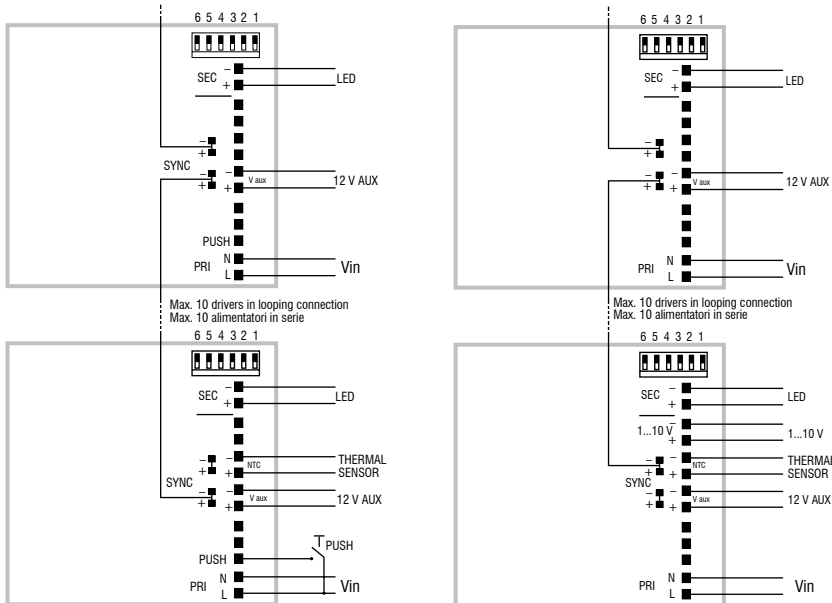 6 5 4 3 2 1
SEC
–
+
LED
–
+
SYNC
–
+
–
+
V aux
12 V AUX
PUSH
PRI
N
L
Vin
Max. 10 drivers in looping connection
Max. 10 alimentatori in serie
6 5 4 3 2 1
SEC
–
+
LED
–
+
–
+
–
+
V aux
12 V AUX
PRI
N
L
Vin
Max. 10 drivers in looping connection
Max. 10 alimentatori in serie
6 5 4 3 2 1
SEC
–
+
LED
–
+
SYNC
–
+
–
+
NTC
THERMAL
SENSOR
–
+
V aux
12 V AUX
PUSH
PUSH
PRI
N
L
Vin
6 5 4 3 2 1
SEC
–
+
LED
1...10 V
–
+
1...10 V
–
+
SYNC
–
+
–
+
NTC
THERMAL
SENSOR
–
+
V aux
12 V AUX
PRI
N
L
Vin